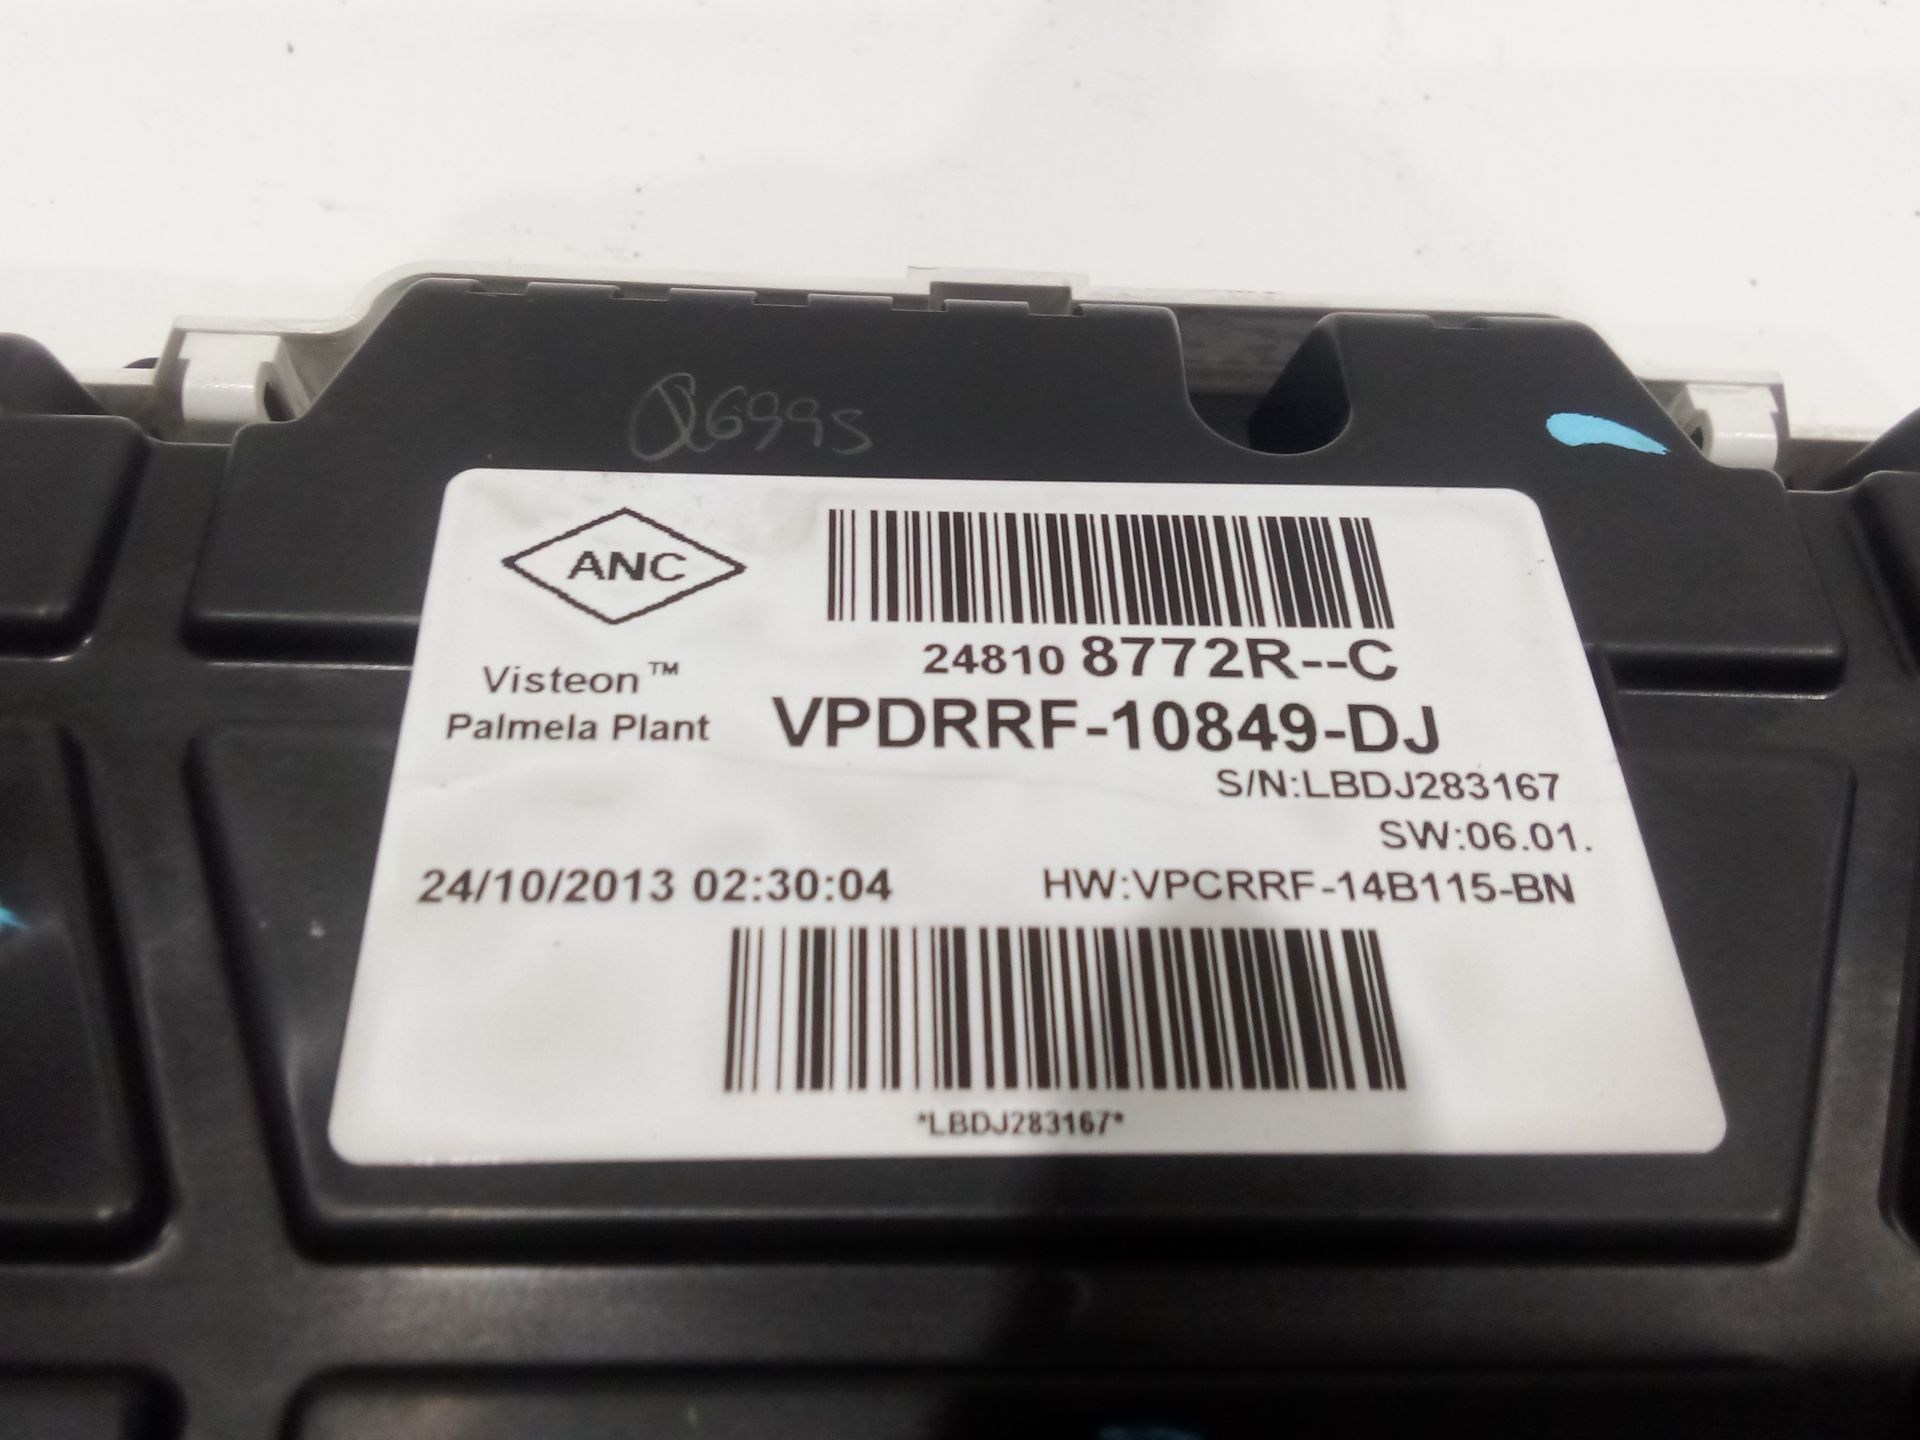 ANC
24810 8772R--C
Visteon™
Palmela Plant
VPDRRF-10849-DJ
S/N:LBDJ283167
SW:06.01.
24/10/2013 02:30:04
HW:VPCRRF-14B115-BN
*LBDJ283167*